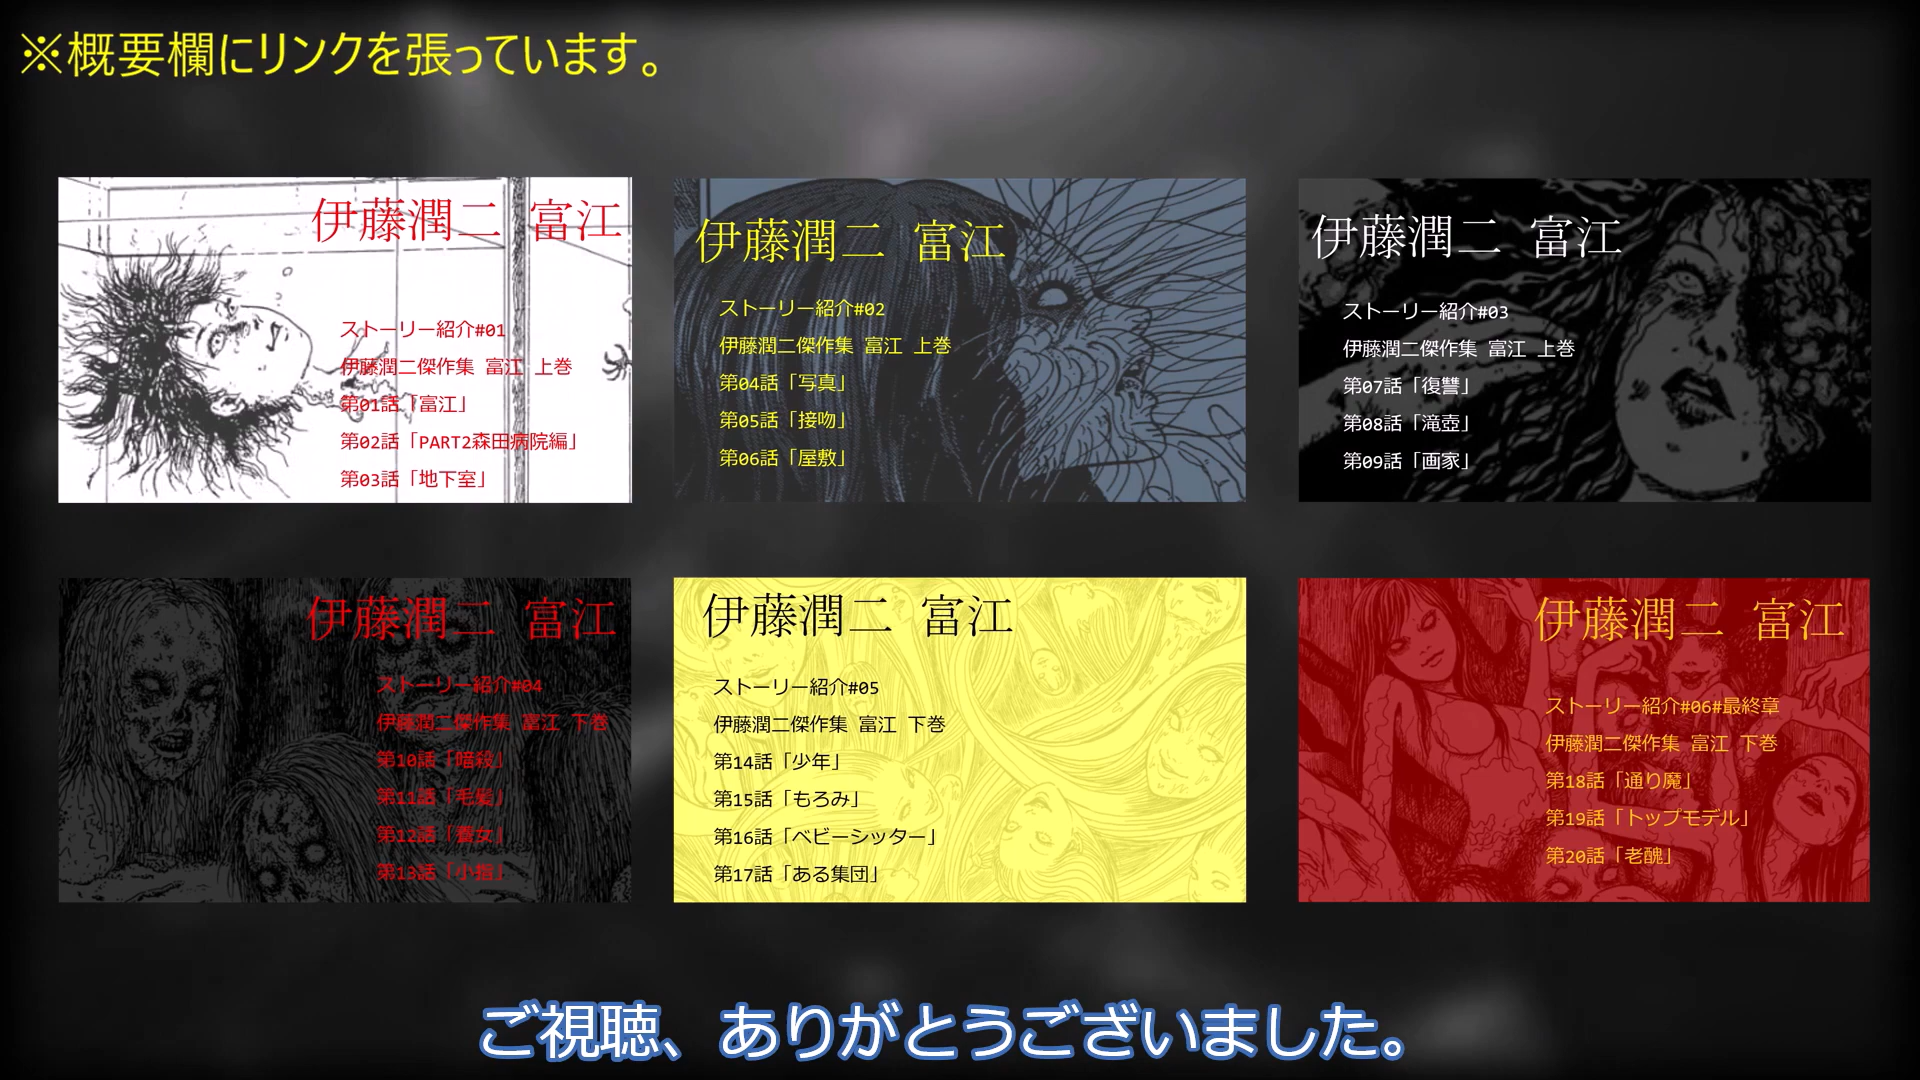 ※概要欄にリンクを張っています。
伊藤潤二 富江
ストーリー紹介#01
伊藤潤二傑作集 富江 上巻
第01話「富江」
第02話「PART2森田病院編」
第03話「地下室」
伊藤潤二 富江
ストーリー紹介#02
伊藤潤二傑作集 富江 上巻
第04話「写真」
第05話「接吻」
第06話「屋敷」
伊藤潤二 富江
ストーリー紹介#03
伊藤潤二傑作集 富江 上巻
第07話「復讐」
第08話「滝壺」
第09話「画家」
伊藤潤二 富江
ストーリー紹介#04
伊藤潤二傑作集 富江 下巻
第10話「暗殺」
第11話「毛髪」
第12話「養女」
第13話「小指」
伊藤潤二 富江
ストーリー紹介#05
伊藤潤二傑作集 富江 下巻
第14話「少年」
第15話「もろみ」
第16話「ベビーシッター」
第17話「ある集団」
伊藤潤二 富江
ストーリー紹介#06#最終章
伊藤潤二傑作集 富江 下巻
第18話「通り魔」
第19話「トップモデル」
第20話「老醜」
ご視聴、ありがとうございました。